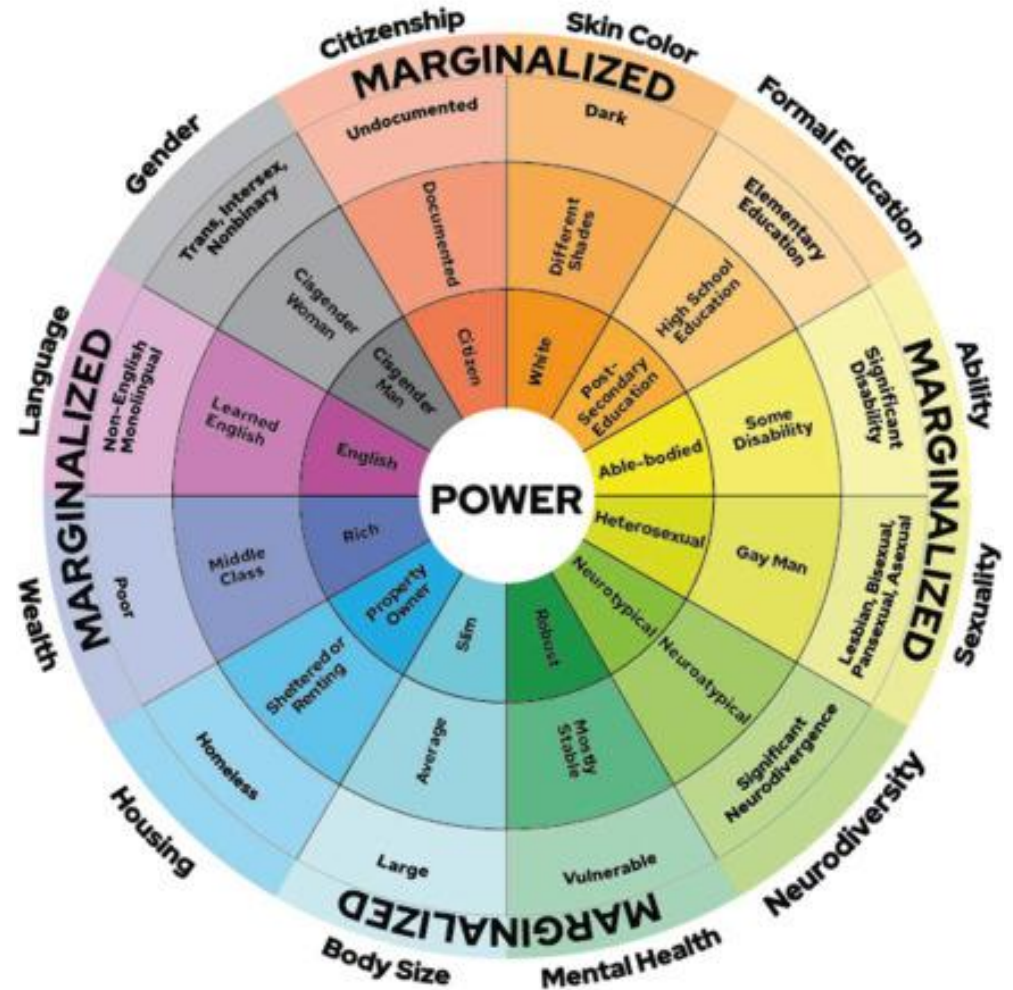 Citizenship
Skin Color
Formal Education
Ability
Sexuality
Neurodiversity
Mental Health
Body Size
Housing
Wealth
Language
Gender
MARGINALIZED
MARGINALIZED
MARGINALIZED
MARGINALIZED
Undocumented
Documented
Citizen
Dark
Different
Shades
White
Elementary
Education
High School
Education
Post-
Secondary
Education
Significant
Disability
Some
Disability
Able-bodied
Lesbian, Bisexual,
Pansexual, Asexual
Gay Man
Heterosexual
Significant
Neurodivergence
Neuroatypical
Neurotypical
Vulnerable
Mostly
Stable
Robust
Large
Average
Slim
Homeless
Sheltered or
Renting
Property
Owner
Poor
Middle
Class
Rich
Non-English
Monolingual
Learned
English
English
Trans, Intersex,
Nonbinary
Cisgender
Woman
Cisgender
Man
POWER